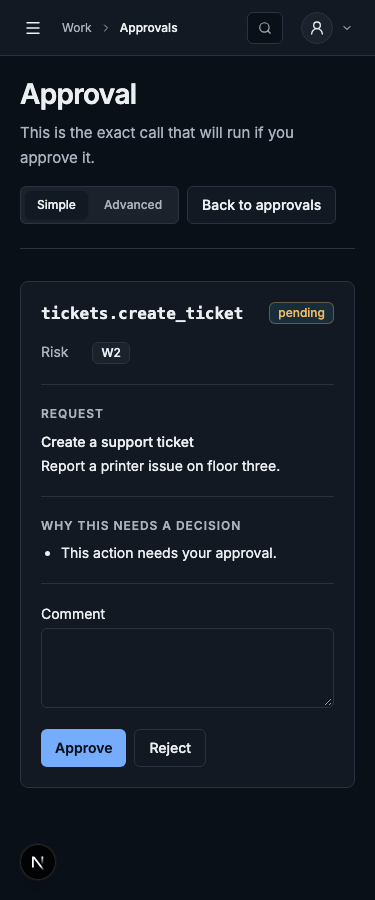 Work > Approvals
Approval
This is the exact call that will run if you
approve it.
Simple Advanced Back to approvals
tickets.create_ticket pending
Risk W2
REQUEST
Create a support ticket
Report a printer issue on floor three.
WHY THIS NEEDS A DECISION
• This action needs your approval.
Comment
Approve Reject
N